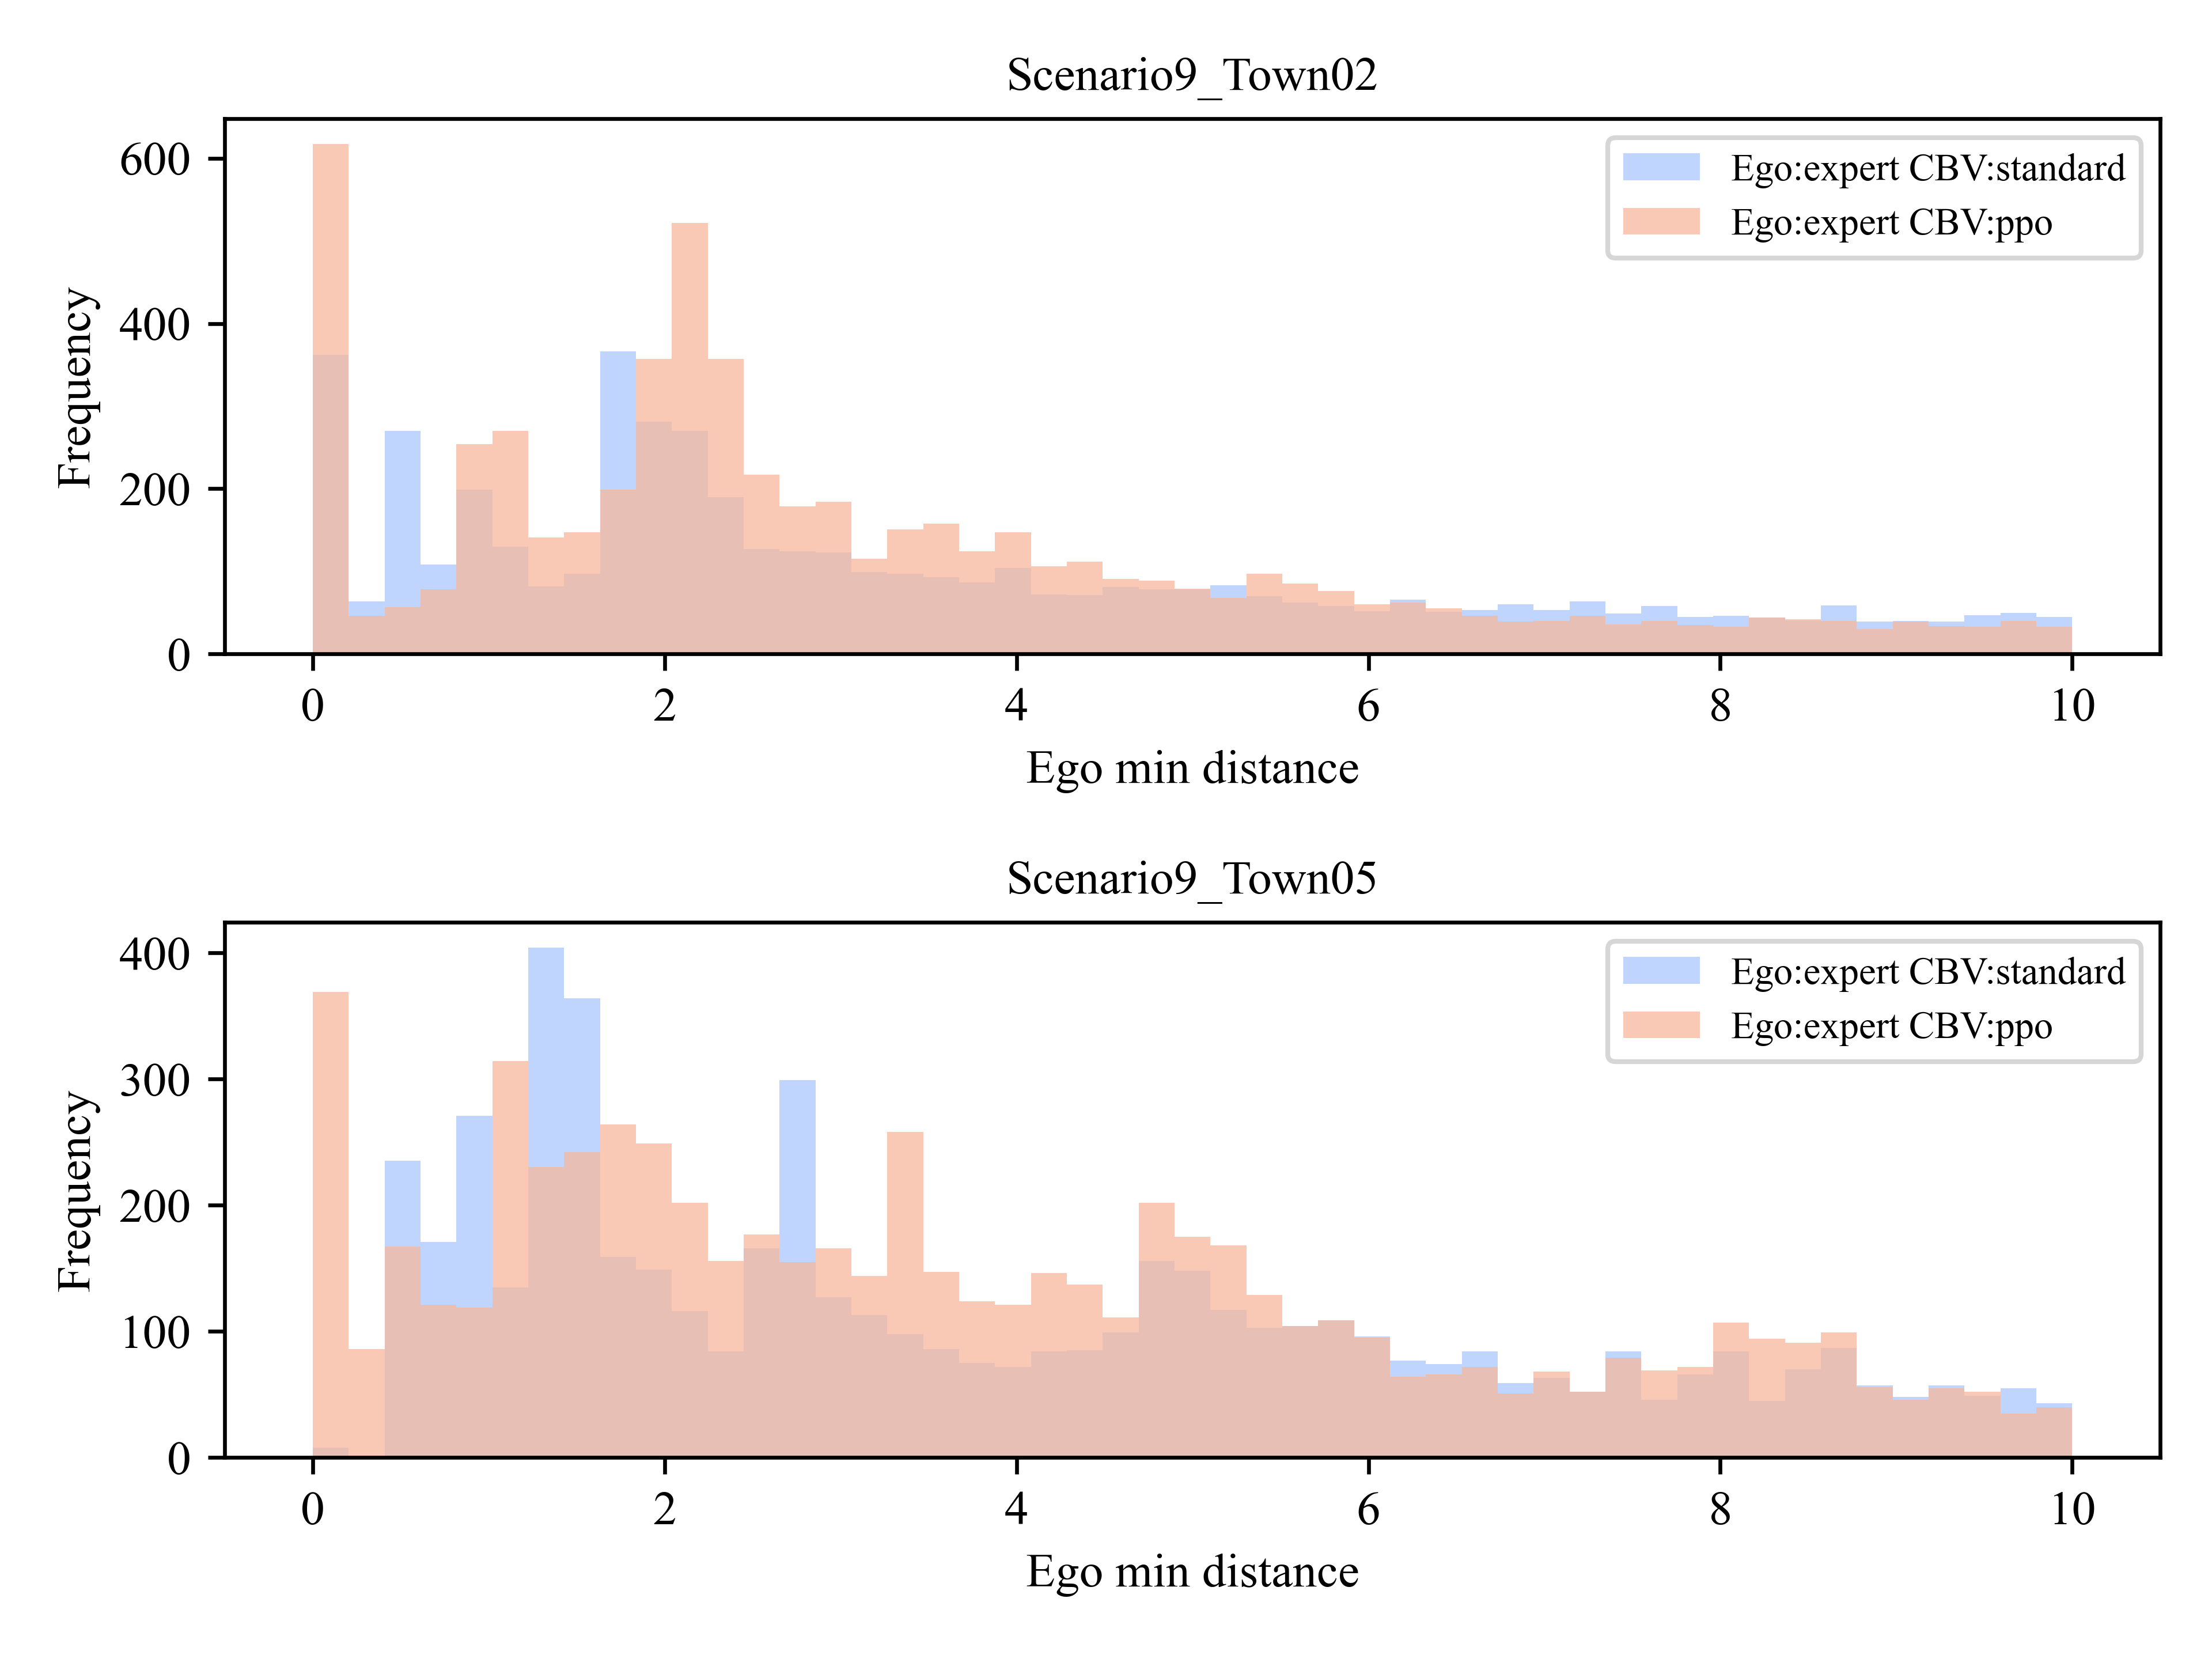 Scenario9_Town02
600
400
200
0
Frequency
Ego:expert CBV:standard
Ego:expert CBV:ppo
0 2 4 6 8 10
Ego min distance
Scenario9_Town05
400
300
200
100
0
Frequency
Ego:expert CBV:standard
Ego:expert CBV:ppo
0 2 4 6 8 10
Ego min distance